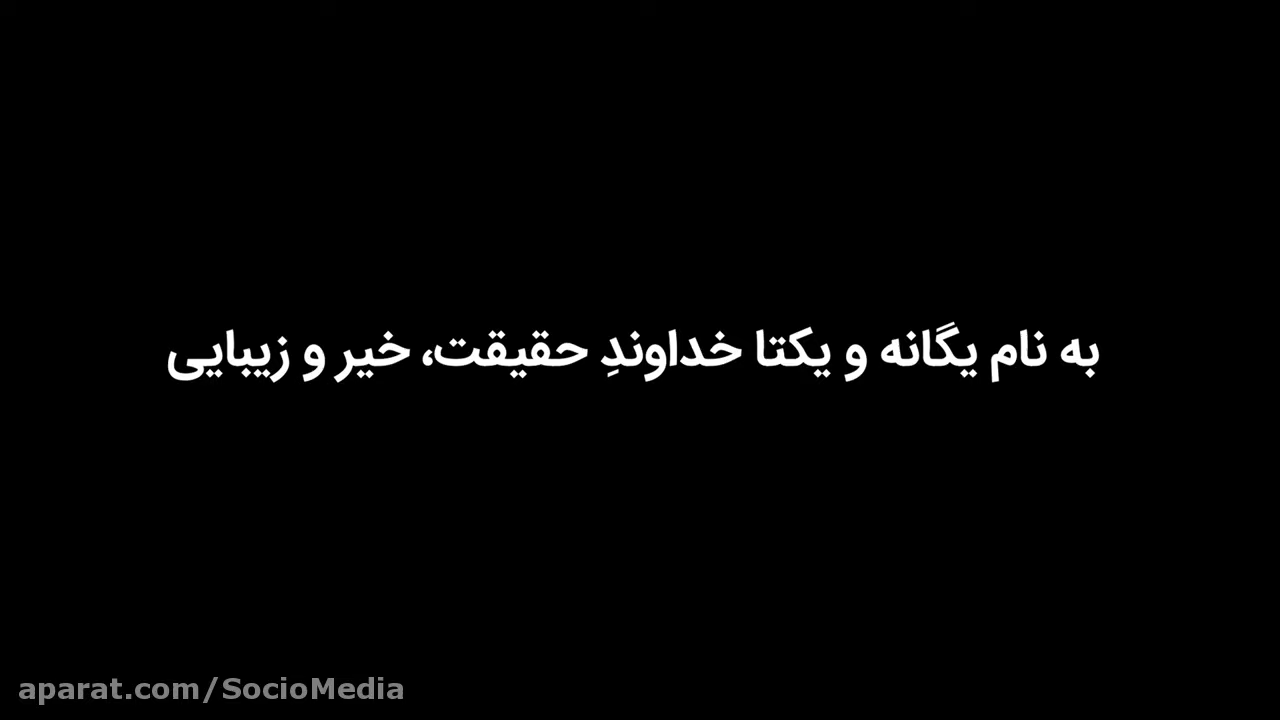 به نام یگانه و یکتا خداوندِ حقیقت، خیر و زیبایی
aparat.com/SocioMedia